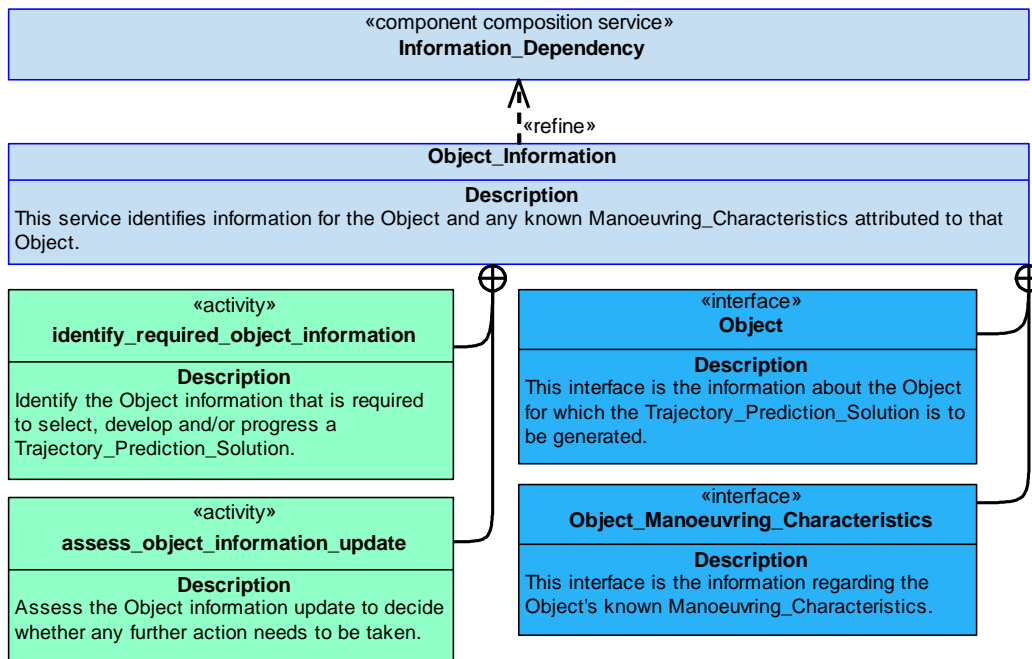 «component composition service»
Information_Dependency
«refine»
Object_Information
Description
This service identifies information for the Object and any known Manoeuvring_Characteristics attributed to that
Object.
«activity»
identify_required_object_information
Description
Identify the Object information that is required
to select, develop and/or progress a
Trajectory_Prediction_Solution.
«interface»
Object
Description
This interface is the information about the Object
for which the Trajectory_Prediction_Solution is to
be generated.
«activity»
assess_object_information_update
Description
Assess the Object information update to decide
whether any further action needs to be taken.
«interface»
Object_Manoeuvring_Characteristics
Description
This interface is the information regarding the
Object's known Manoeuvring_Characteristics.